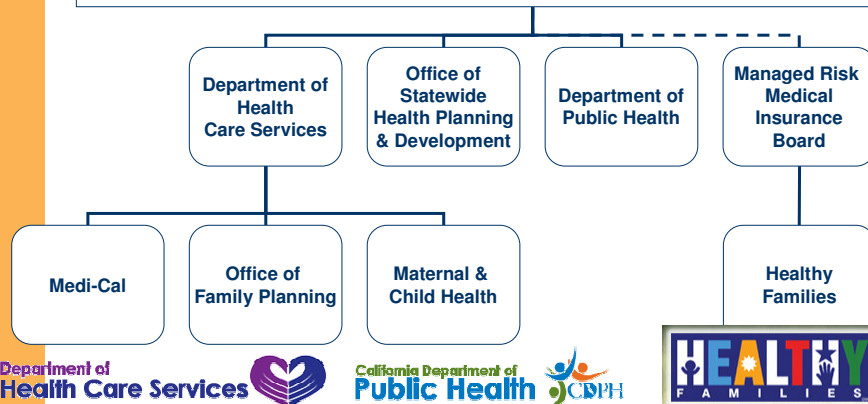 Department of
Health
Care Services
Office of
Statewide
Health Planning
& Development
Department of
Public Health
Managed Risk
Medical
Insurance
Board
Medi-Cal
Office of
Family Planning
Maternal &
Child Health
Healthy
Families
Department of
Health Care Services
California Department of
Public Health
CDPH
HEALTHY
FAMILIES